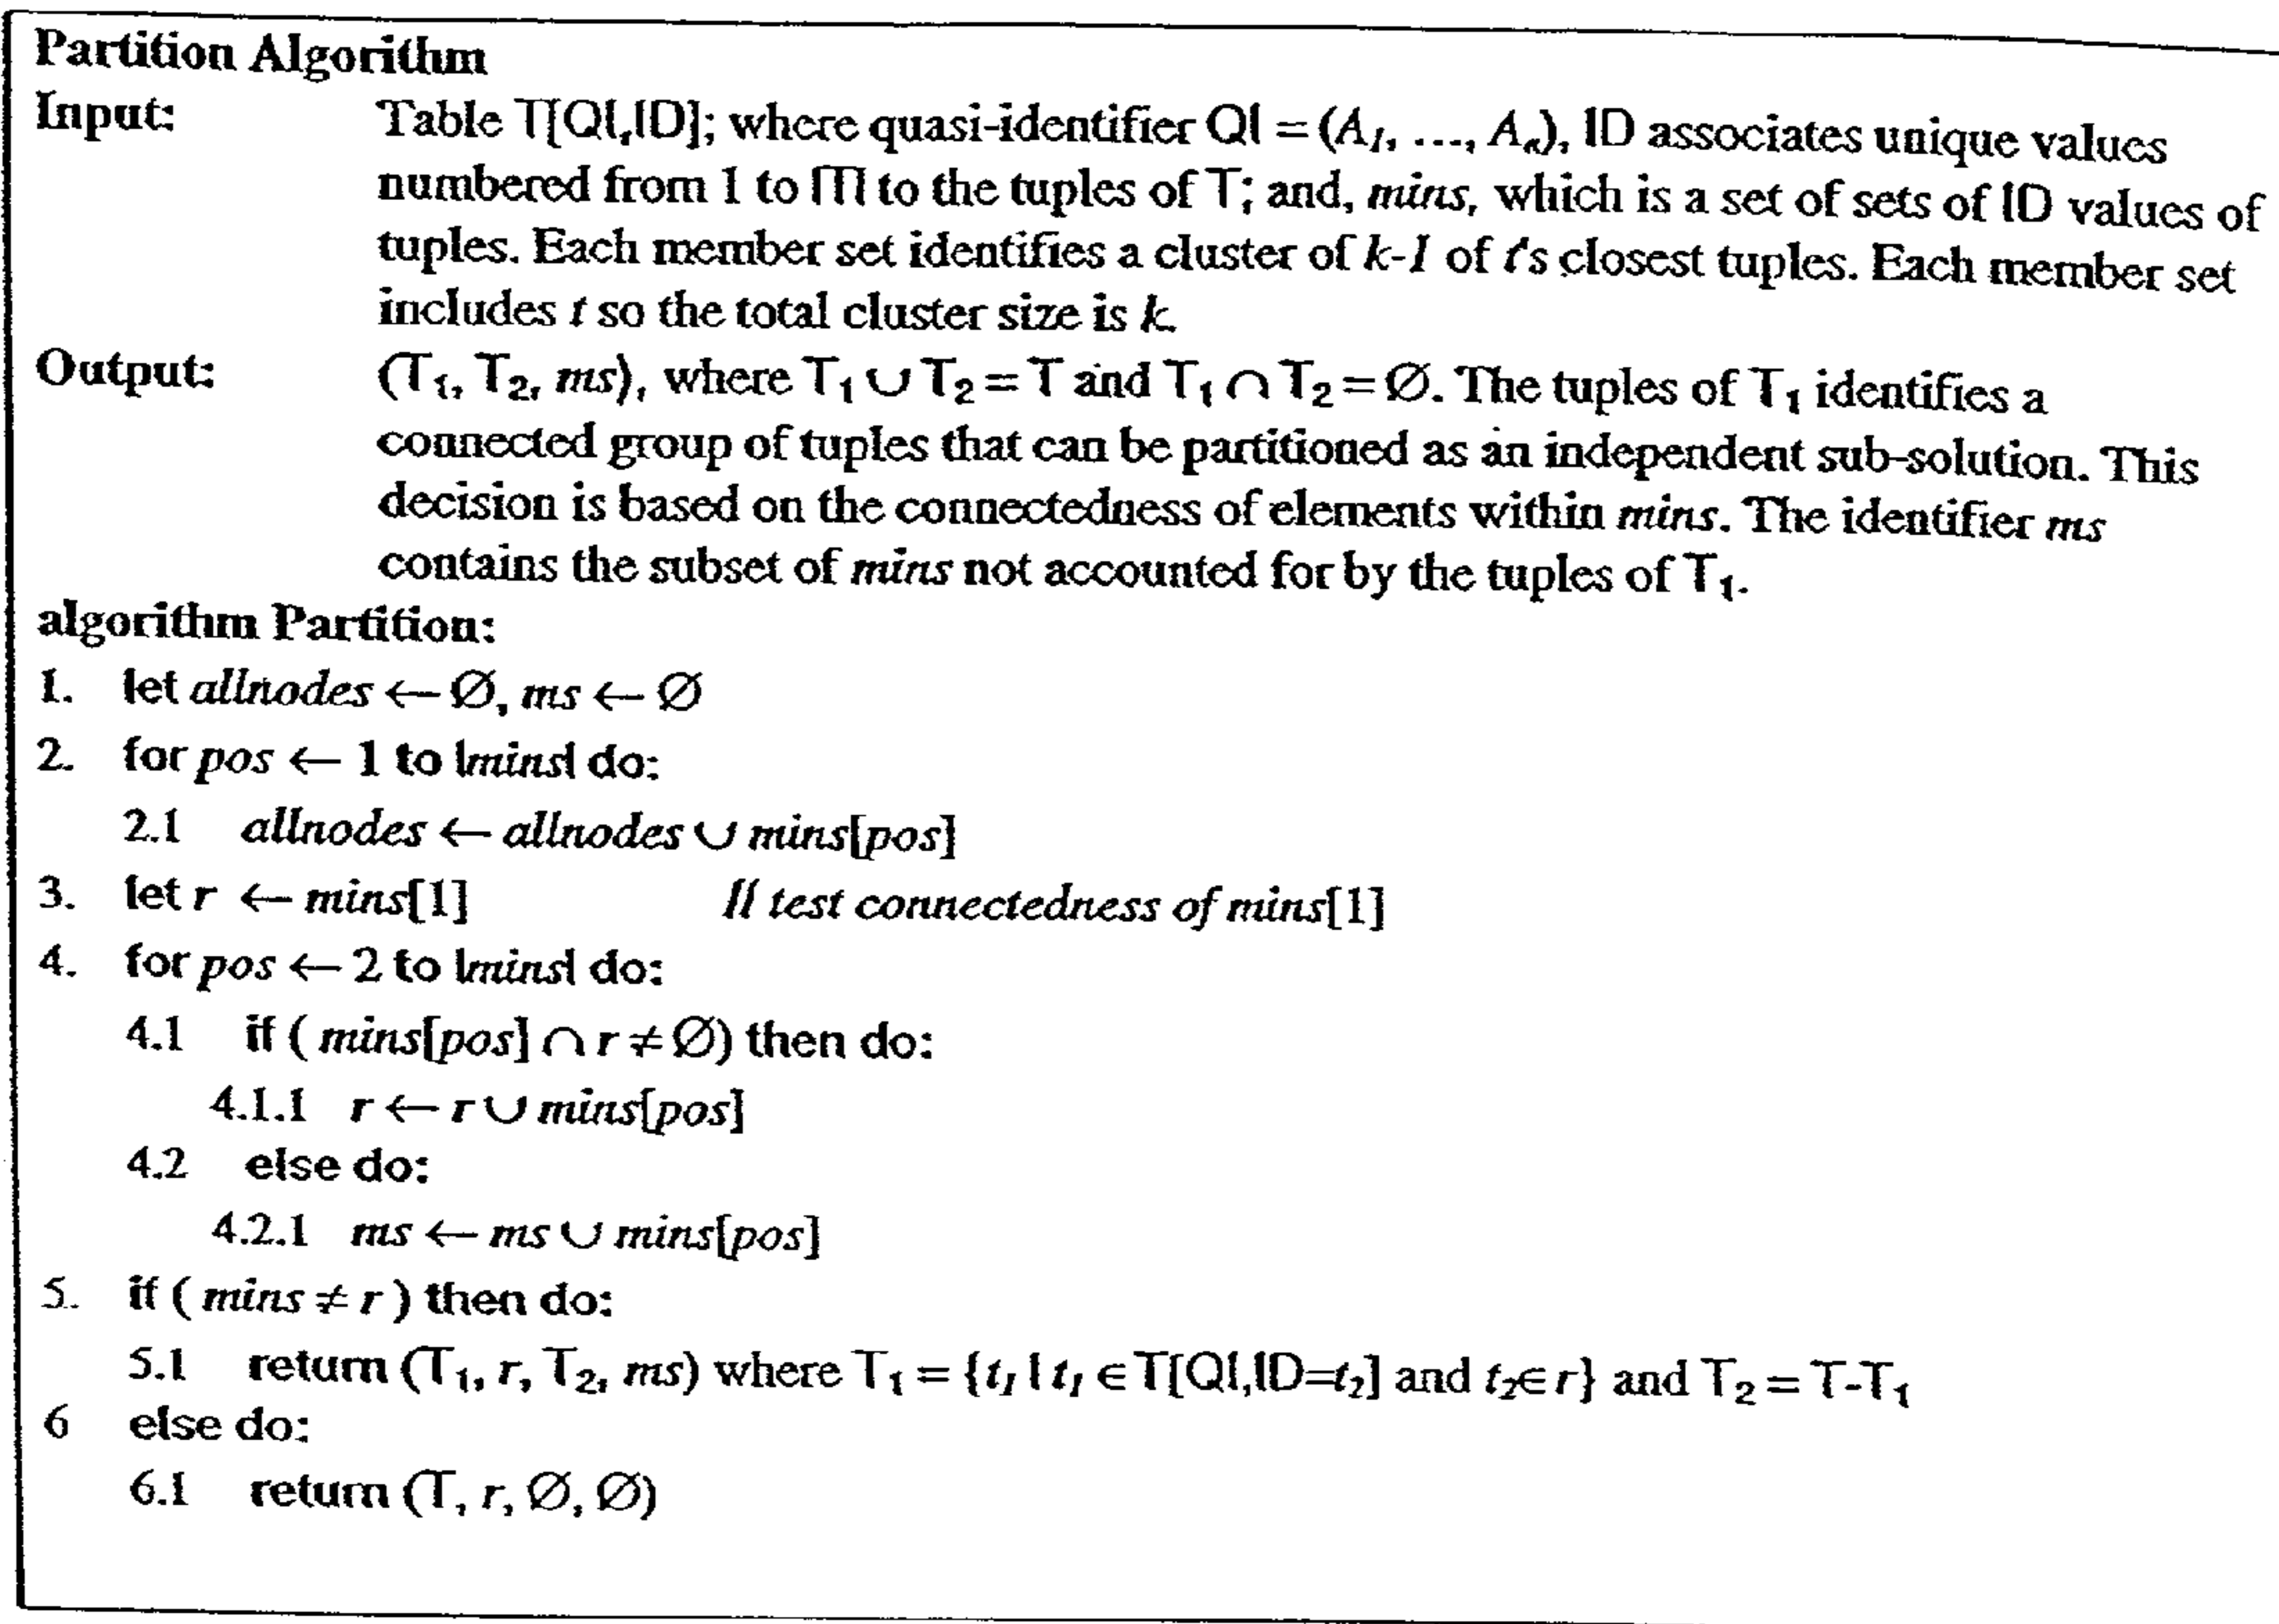 Partition Algorithm
Input: Table T[QI,ID]; where quasi-identifier QI = (A₁, ..., Aₙ), ID associates unique values
numbered from 1 to |T| to the tuples of T; and, mins, which is a set of sets of ID values of
tuples. Each member set identifies a cluster of k-1 of t's closest tuples. Each member set
includes t so the total cluster size is k.
Output: (T₁, T₂, ms), where T₁ ∪ T₂ = T and T₁ ∩ T₂ = ∅. The tuples of T₁ identifies a
connected group of tuples that can be partitioned as an independent sub-solution. This
decision is based on the connectedness of elements within mins. The identifier ms
contains the subset of mins not accounted for by the tuples of T₁.
algorithm Partition:
1. let allnodes ← ∅, ms ← ∅
2. for pos ← 1 to |mins| do:
2.1 allnodes ← allnodes ∪ mins[pos]
3. let r ← mins[1] // test connectedness of mins[1]
4. for pos ← 2 to |mins| do:
4.1 if ( mins[pos] ∩ r ≠ ∅) then do:
4.1.1 r ← r ∪ mins[pos]
4.2 else do:
4.2.1 ms ← ms ∪ mins[pos]
5. if ( mins ≠ r ) then do:
5.1 return (T₁, r, T₂, ms) where T₁ = {t₁ | t₁ ∈ T[QI,ID=t₂] and t₂∈ r} and T₂ = T-T₁
6 else do:
6.1 return (T, r, ∅, ∅)